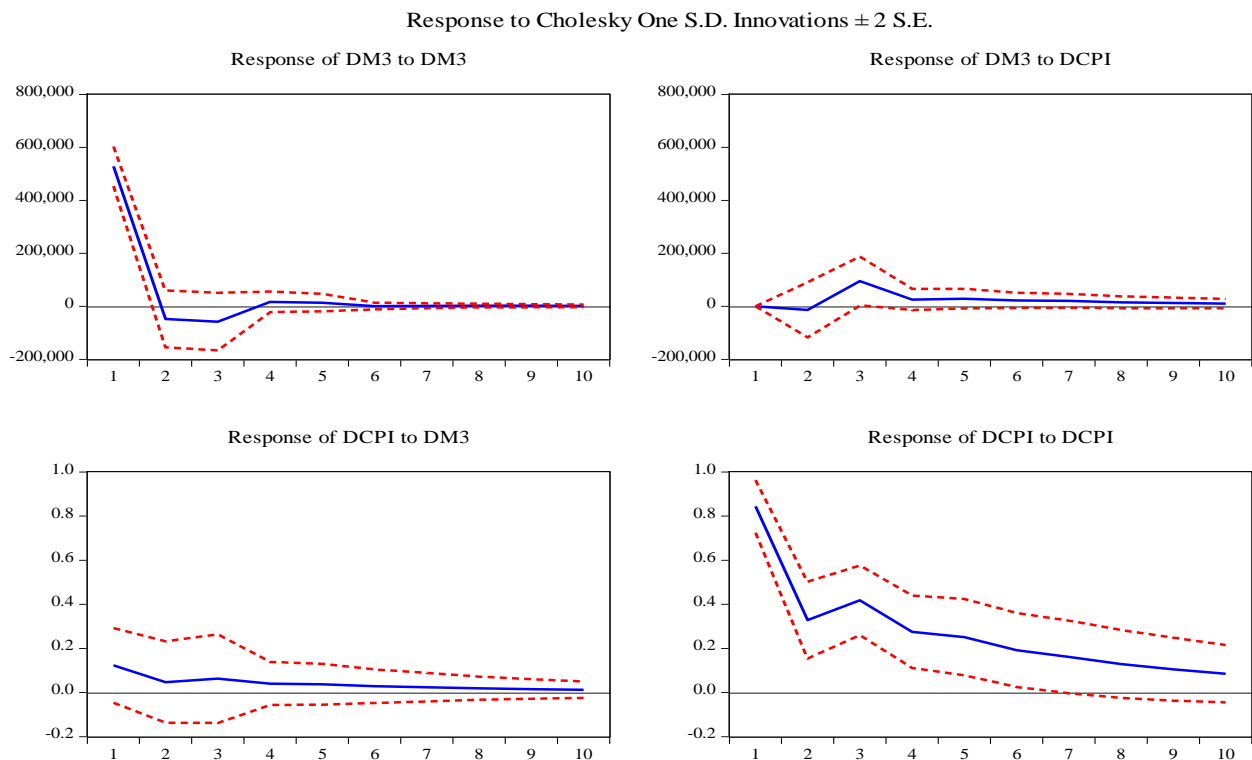 Response to Cholesky One S.D. Innovations ± 2 S.E.
Response of DM3 to DM3
800,000
600,000
400,000
200,000
0
-200,000
1 2 3 4 5 6 7 8 9 10
Response of DM3 to DCPI
800,000
600,000
400,000
200,000
0
-200,000
1 2 3 4 5 6 7 8 9 10
Response of DCPI to DM3
1.0
0.8
0.6
0.4
0.2
0.0
-0.2
1 2 3 4 5 6 7 8 9 10
Response of DCPI to DCPI
1.0
0.8
0.6
0.4
0.2
0.0
-0.2
1 2 3 4 5 6 7 8 9 10